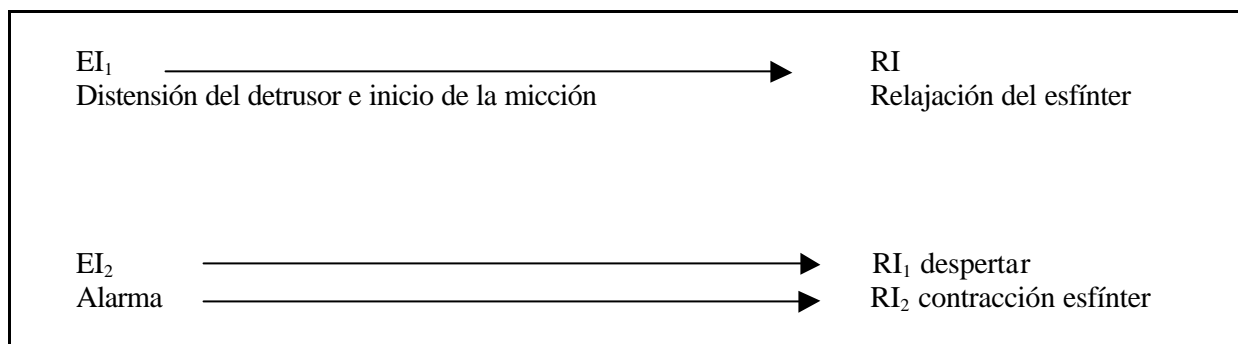 EI₁ RI
Distensión del detrusor e inicio de la micción Relajación del esfínter
EI₂ RI₁ despertar
Alarma RI₂ contracción esfínter